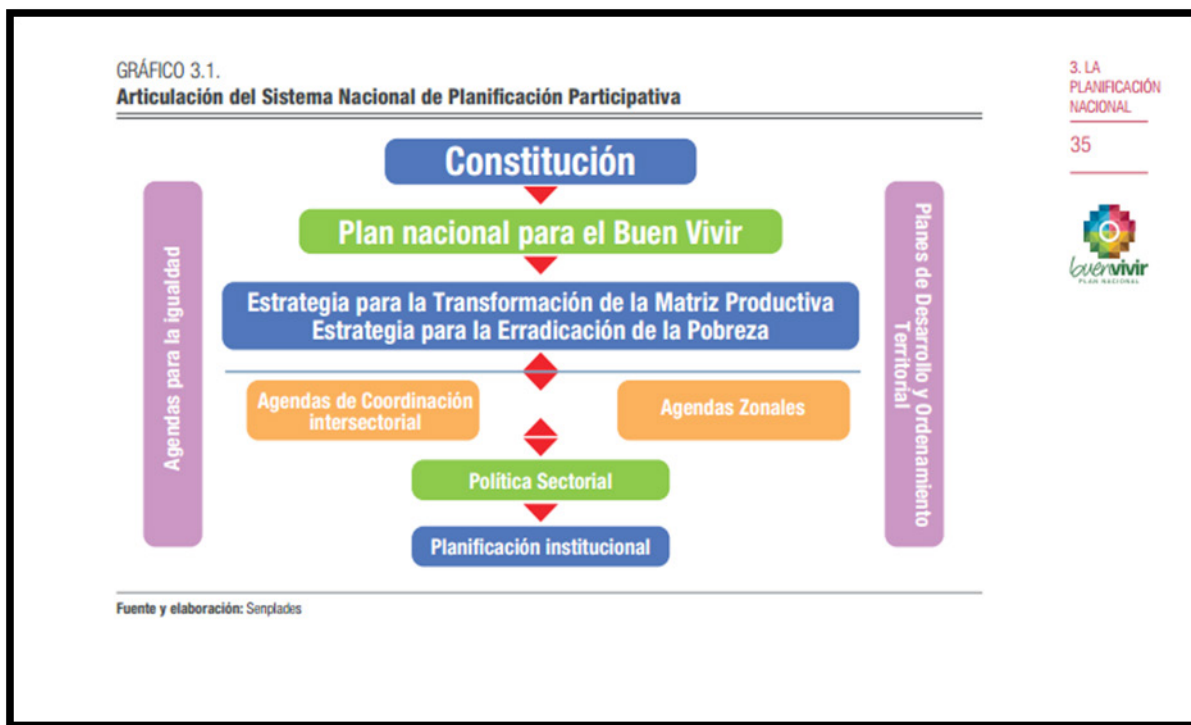 GRÁFICO 3.1.
Articulación del Sistema Nacional de Planificación Participativa
3. LA
PLANIFICACIÓN
NACIONAL
35
buenvivir
PLAN NACIONAL
Constitución
Plan nacional para el Buen Vivir
Estrategia para la Transformación de la Matriz Productiva
Estrategia para la Erradicación de la Pobreza
Agendas para la igualdad
Planes de Desarrollo y Ordenamiento
Territorial
Agendas de Coordinación
intersectorial
Agendas Zonales
Política Sectorial
Planificación institucional
Fuente y elaboración: Senplades